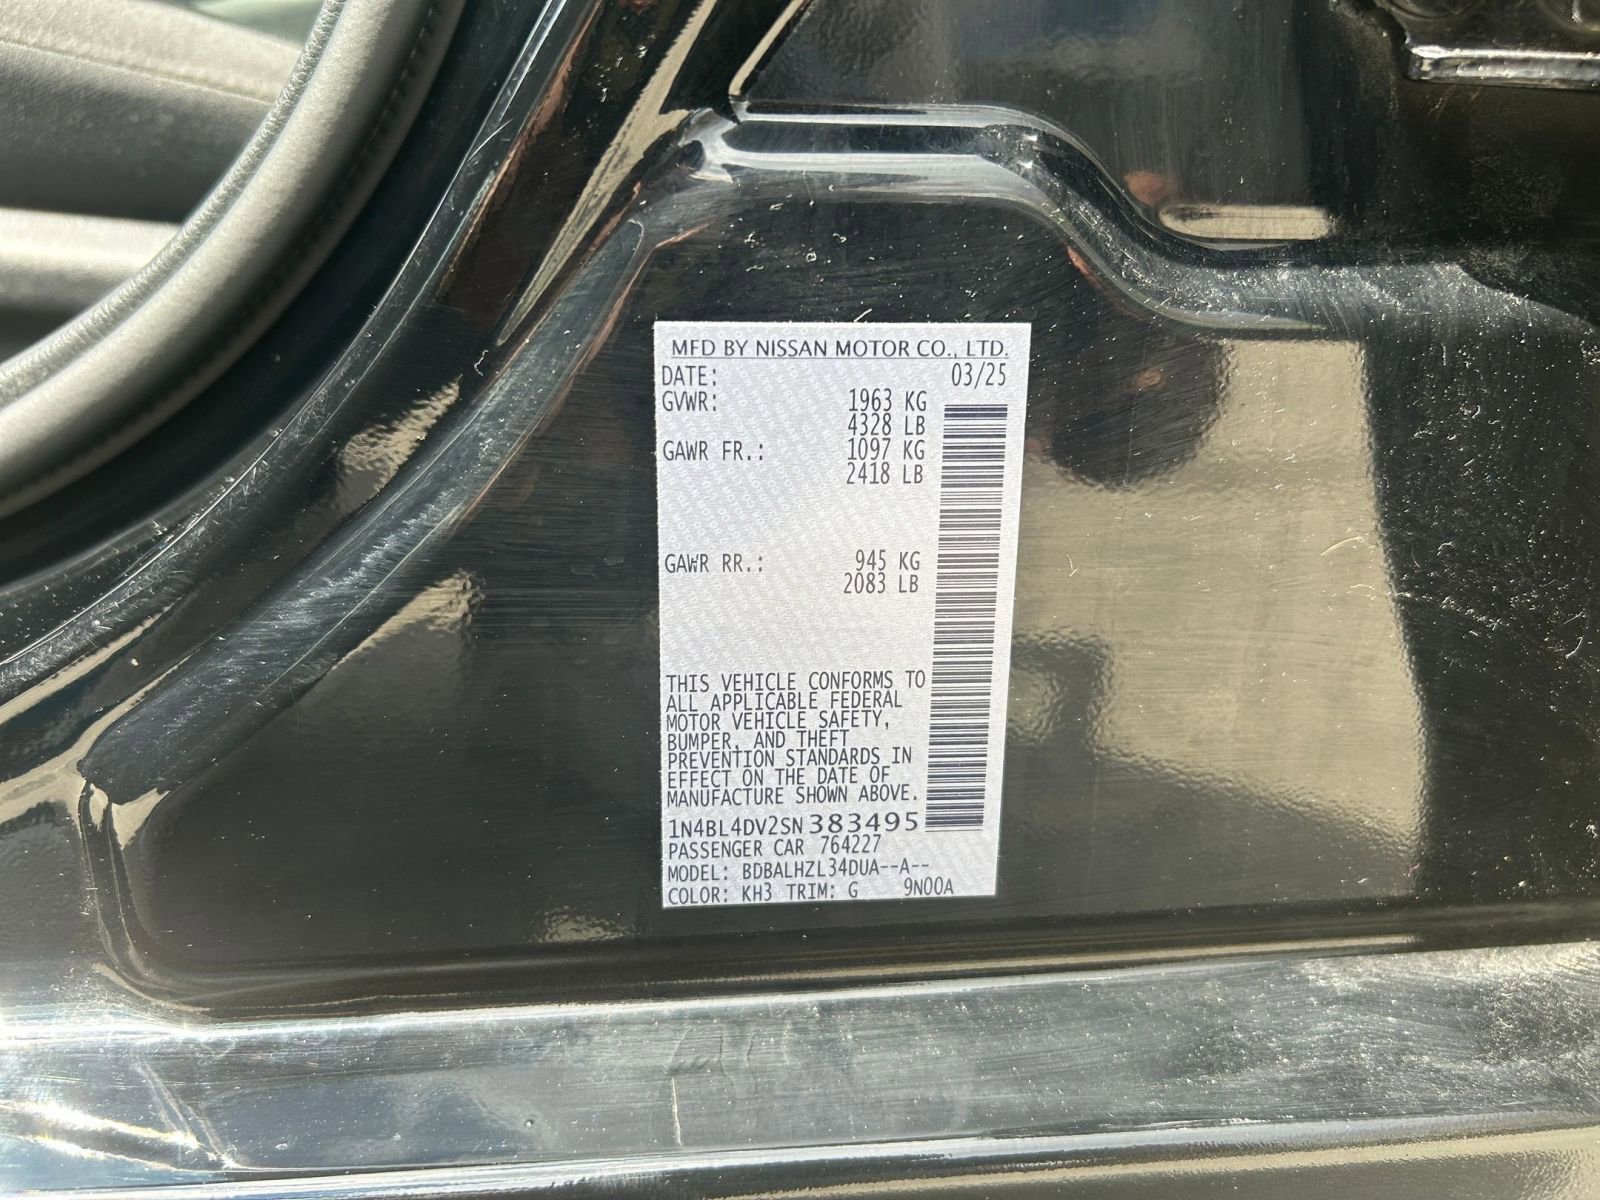 MFD BY NISSAN MOTOR CO., LTD.
DATE: 03/25
GVWR: 1963 KG
4328 LB
GAWR FR.: 1097 KG
2418 LB
GAWR RR.: 945 KG
2083 LB
THIS VEHICLE CONFORMS TO
ALL APPLICABLE FEDERAL
MOTOR VEHICLE SAFETY,
BUMPER, AND THEFT
PREVENTION STANDARDS IN
EFFECT ON THE DATE OF
MANUFACTURE SHOWN ABOVE.
1N4BL4DV2SN383495
PASSENGER CAR 764227
MODEL: BDBALHZL34DUA--A--
COLOR: KH3 TRIM: G 9N00A